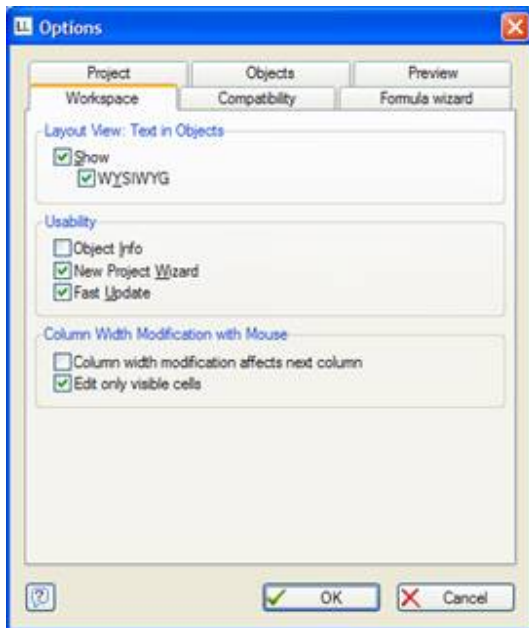 LL Options
Project Objects Preview
Workspace Compatibility Formula wizard
Layout View: Text in Objects
Show
WYSIWYG
Usability
Object Info
New Project Wizard
Fast Update
Column Width Modification with Mouse
Column width modification affects next column
Edit only visible cells
? OK Cancel